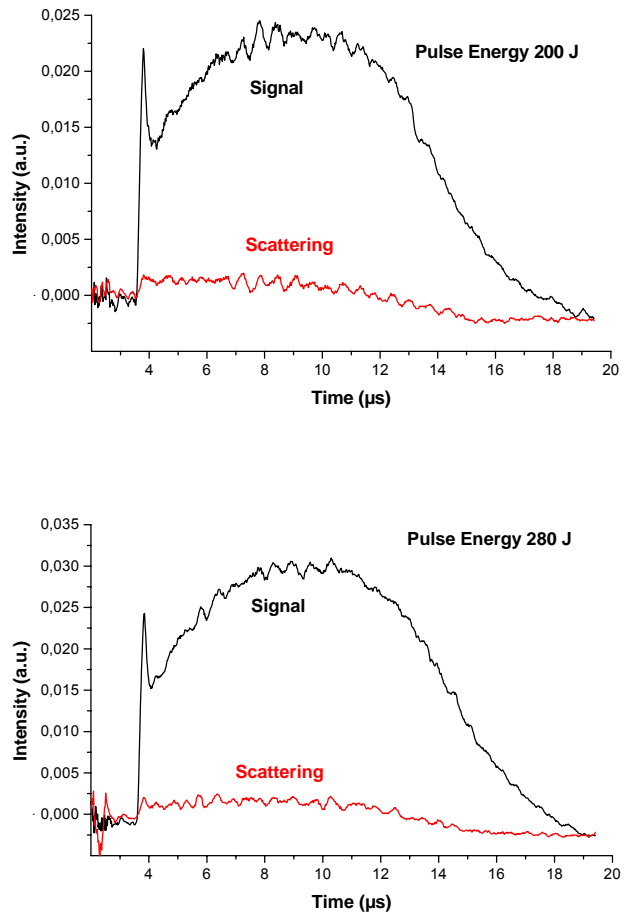 0,025
Pulse Energy 200 J
0,020
Signal
0,015
0,010
0,005
Scattering
0,000
4 6 8 10 12 14 16 18 20
Intensity (a.u.)
Time (µs)
0,035
Pulse Energy 280 J
0,030
0,025
Signal
0,020
0,015
0,010
0,005
Scattering
0,000
4 6 8 10 12 14 16 18 20
Intensity (a.u.)
Time (µs)